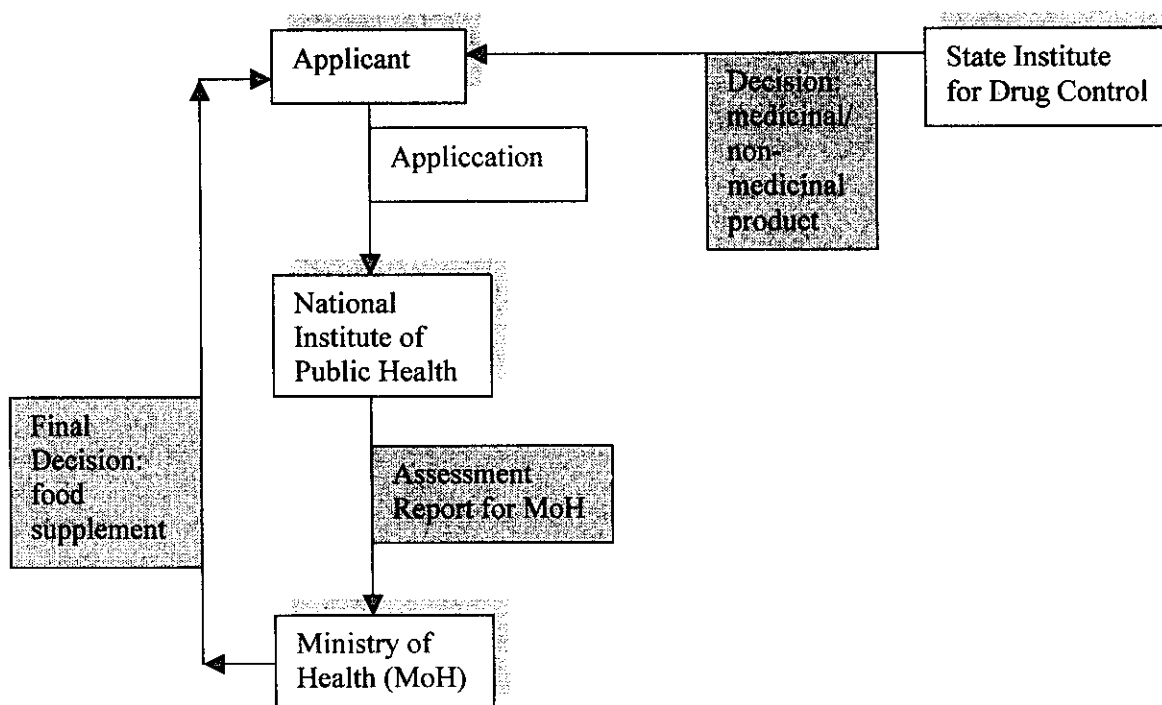 Applicant
State Institute
for Drug Control
Decision:
medicinal/
non-
medicinal
product
Appliccation
National
Institute of
Public Health
Final
Decision:
food
supplement
Assessment
Report for MoH
Ministry of
Health (MoH)